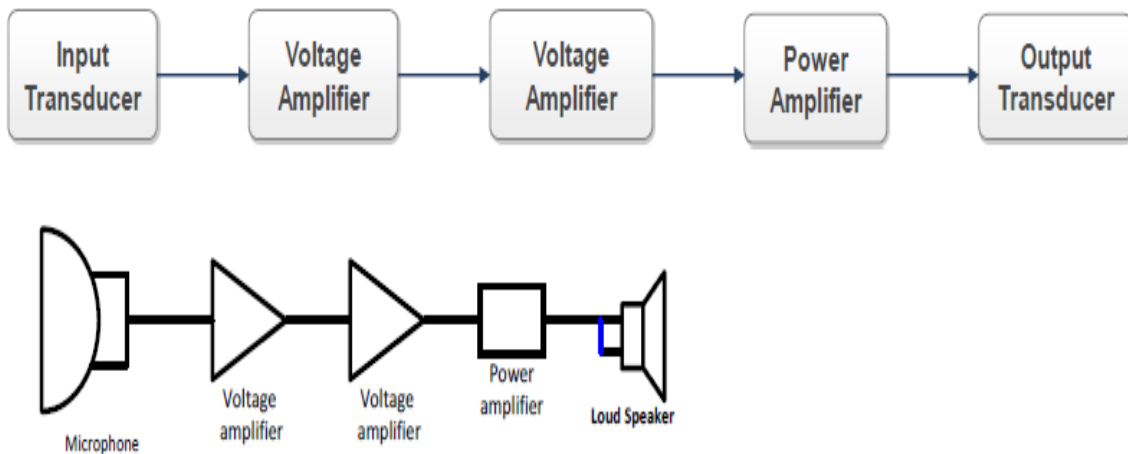 Input
Transducer
Voltage
Amplifier
Voltage
Amplifier
Power
Amplifier
Output
Transducer
Microphone
Voltage
amplifier
Voltage
amplifier
Power
amplifier
Loud Speaker